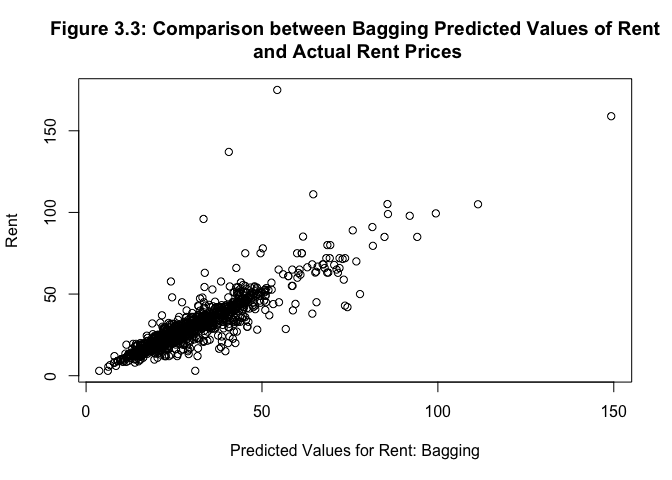 Figure 3.3: Comparison between Bagging Predicted Values of Rent
and Actual Rent Prices
Rent
150
100
50
0
0 50 100 150
Predicted Values for Rent: Bagging